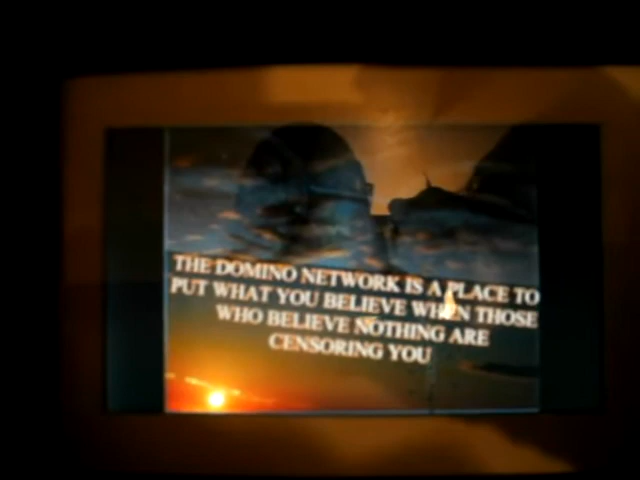 THE DOMINO NETWORK IS A PLACE TO
PUT WHAT YOU BELIEVE WHEN THOSE
WHO BELIEVE NOTHING ARE
CENSORING YOU